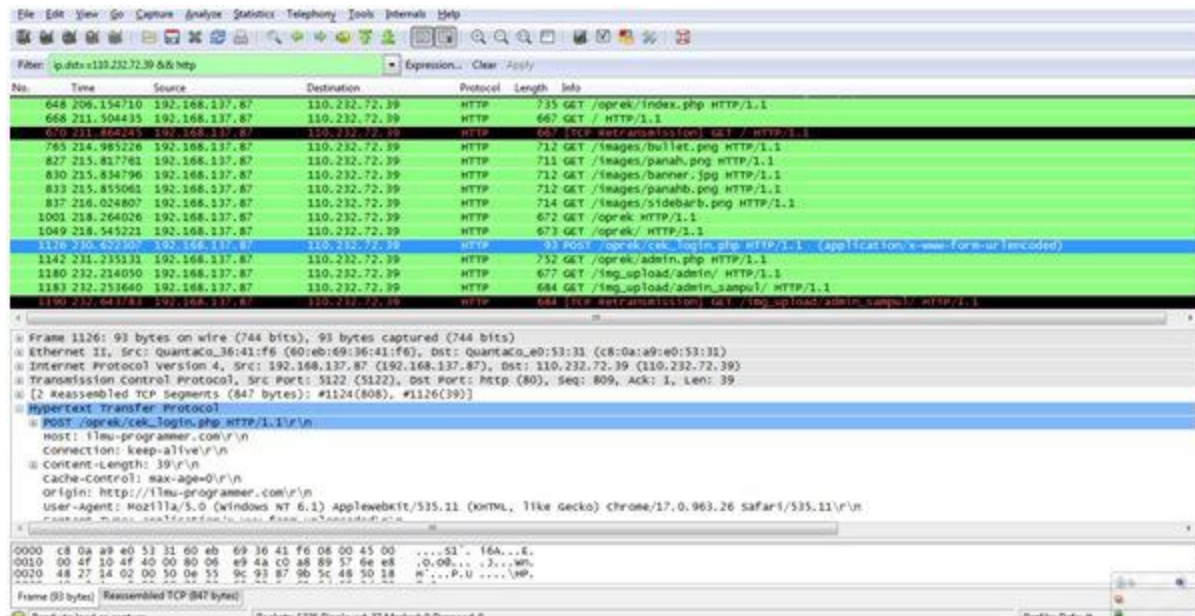 File Edit View Go Capture Analyze Statistics Telephony Tools Internals Help
Filter: ip.dst==110.232.72.39 && http Expression... Clear Apply
No. Time Source Destination Protocol Length Info
648 206.154710 192.168.137.87 110.232.72.39 HTTP 735 GET /oprek/index.php HTTP/1.1
668 211.504435 192.168.137.87 110.232.72.39 HTTP 667 GET / HTTP/1.1
670 211.864245 192.168.137.87 110.232.72.39 HTTP 667 [TCP Retransmission] GET / HTTP/1.1
765 214.985226 192.168.137.87 110.232.72.39 HTTP 712 GET /images/bullet.png HTTP/1.1
827 215.817761 192.168.137.87 110.232.72.39 HTTP 711 GET /images/panah.png HTTP/1.1
830 215.834796 192.168.137.87 110.232.72.39 HTTP 712 GET /images/banner.jpg HTTP/1.1
833 215.855061 192.168.137.87 110.232.72.39 HTTP 712 GET /images/panahb.png HTTP/1.1
837 216.024807 192.168.137.87 110.232.72.39 HTTP 714 GET /images/sidebarb.png HTTP/1.1
1001 218.264026 192.168.137.87 110.232.72.39 HTTP 672 GET /oprek HTTP/1.1
1049 218.545221 192.168.137.87 110.232.72.39 HTTP 673 GET /oprek/ HTTP/1.1
1126 230.622307 192.168.137.87 110.232.72.39 HTTP 93 POST /oprek/cek_login.php HTTP/1.1 (application/x-www-form-urlencoded)
1142 231.235131 192.168.137.87 110.232.72.39 HTTP 752 GET /oprek/admin.php HTTP/1.1
1180 232.214050 192.168.137.87 110.232.72.39 HTTP 677 GET /img_upload/admin/ HTTP/1.1
1183 232.253640 192.168.137.87 110.232.72.39 HTTP 684 GET /img_upload/admin_sampul/ HTTP/1.1
1190 232.643783 192.168.137.87 110.232.72.39 HTTP 684 [TCP Retransmission] GET /img_upload/admin_sampul/ HTTP/1.1
Frame 1126: 93 bytes on wire (744 bits), 93 bytes captured (744 bits)
Ethernet II, Src: QuantaCo_36:41:f6 (60:eb:69:36:41:f6), Dst: QuantaCo_e0:53:31 (c8:0a:a9:e0:53:31)
Internet Protocol Version 4, Src: 192.168.137.87 (192.168.137.87), Dst: 110.232.72.39 (110.232.72.39)
Transmission Control Protocol, Src Port: 5122 (5122), Dst Port: http (80), Seq: 809, Ack: 1, Len: 39
[2 Reassembled TCP Segments (847 bytes): #1124(808), #1126(39)]
Hypertext Transfer Protocol
POST /oprek/cek_login.php HTTP/1.1\r\n
Host: ilmu-programmer.com\r\n
Connection: keep-alive\r\n
Content-Length: 39\r\n
Cache-Control: max-age=0\r\n
Origin: http://ilmu-programmer.com\r\n
User-Agent: Mozilla/5.0 (Windows NT 6.1) AppleWebKit/535.11 (KHTML, like Gecko) Chrome/17.0.963.26 Safari/535.11\r\n
0000 c8 0a a9 e0 53 31 60 eb 69 36 41 f6 08 00 45 00 ....S1`. i6A...E.
0010 00 4f 10 4f 40 00 80 06 e9 4a c0 a8 89 57 6e e8 .O.O@... .J...Wn.
0020 48 27 14 02 00 50 0e 55 9c 93 87 9b 5c 48 50 18 H'...P.U ....\HP.
Frame (93 bytes) Reassembled TCP (847 bytes)